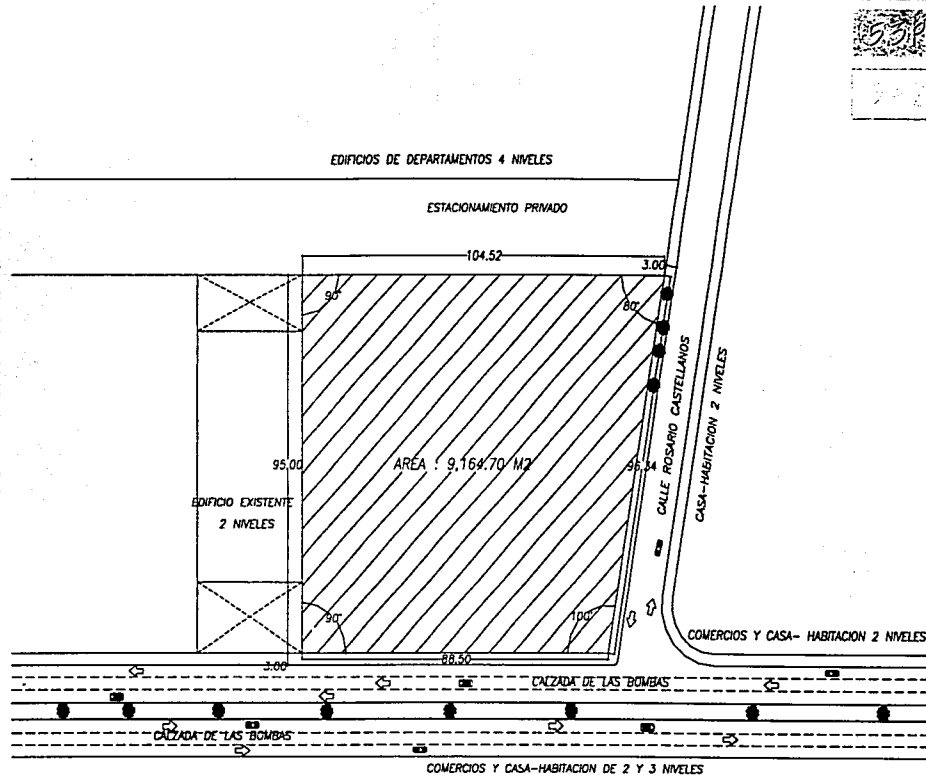 EDIFICIOS DE DEPARTAMENTOS 4 NIVELES
ESTACIONAMIENTO PRIVADO
104.52
3.00
90°
80°
CALLE ROSARIO CASTELLANOS
CASA-HABITACION 2 NIVELES
95.00
AREA : 9,164.70 M2
96.34
EDIFICIO EXISTENTE
2 NIVELES
90°
100°
COMERCIOS Y CASA- HABITACION 2 NIVELES
3.00
88.50
CALZADA DE LAS BOMBAS
CALZADA DE LAS BOMBAS
COMERCIOS Y CASA-HABITACION DE 2 Y 3 NIVELES